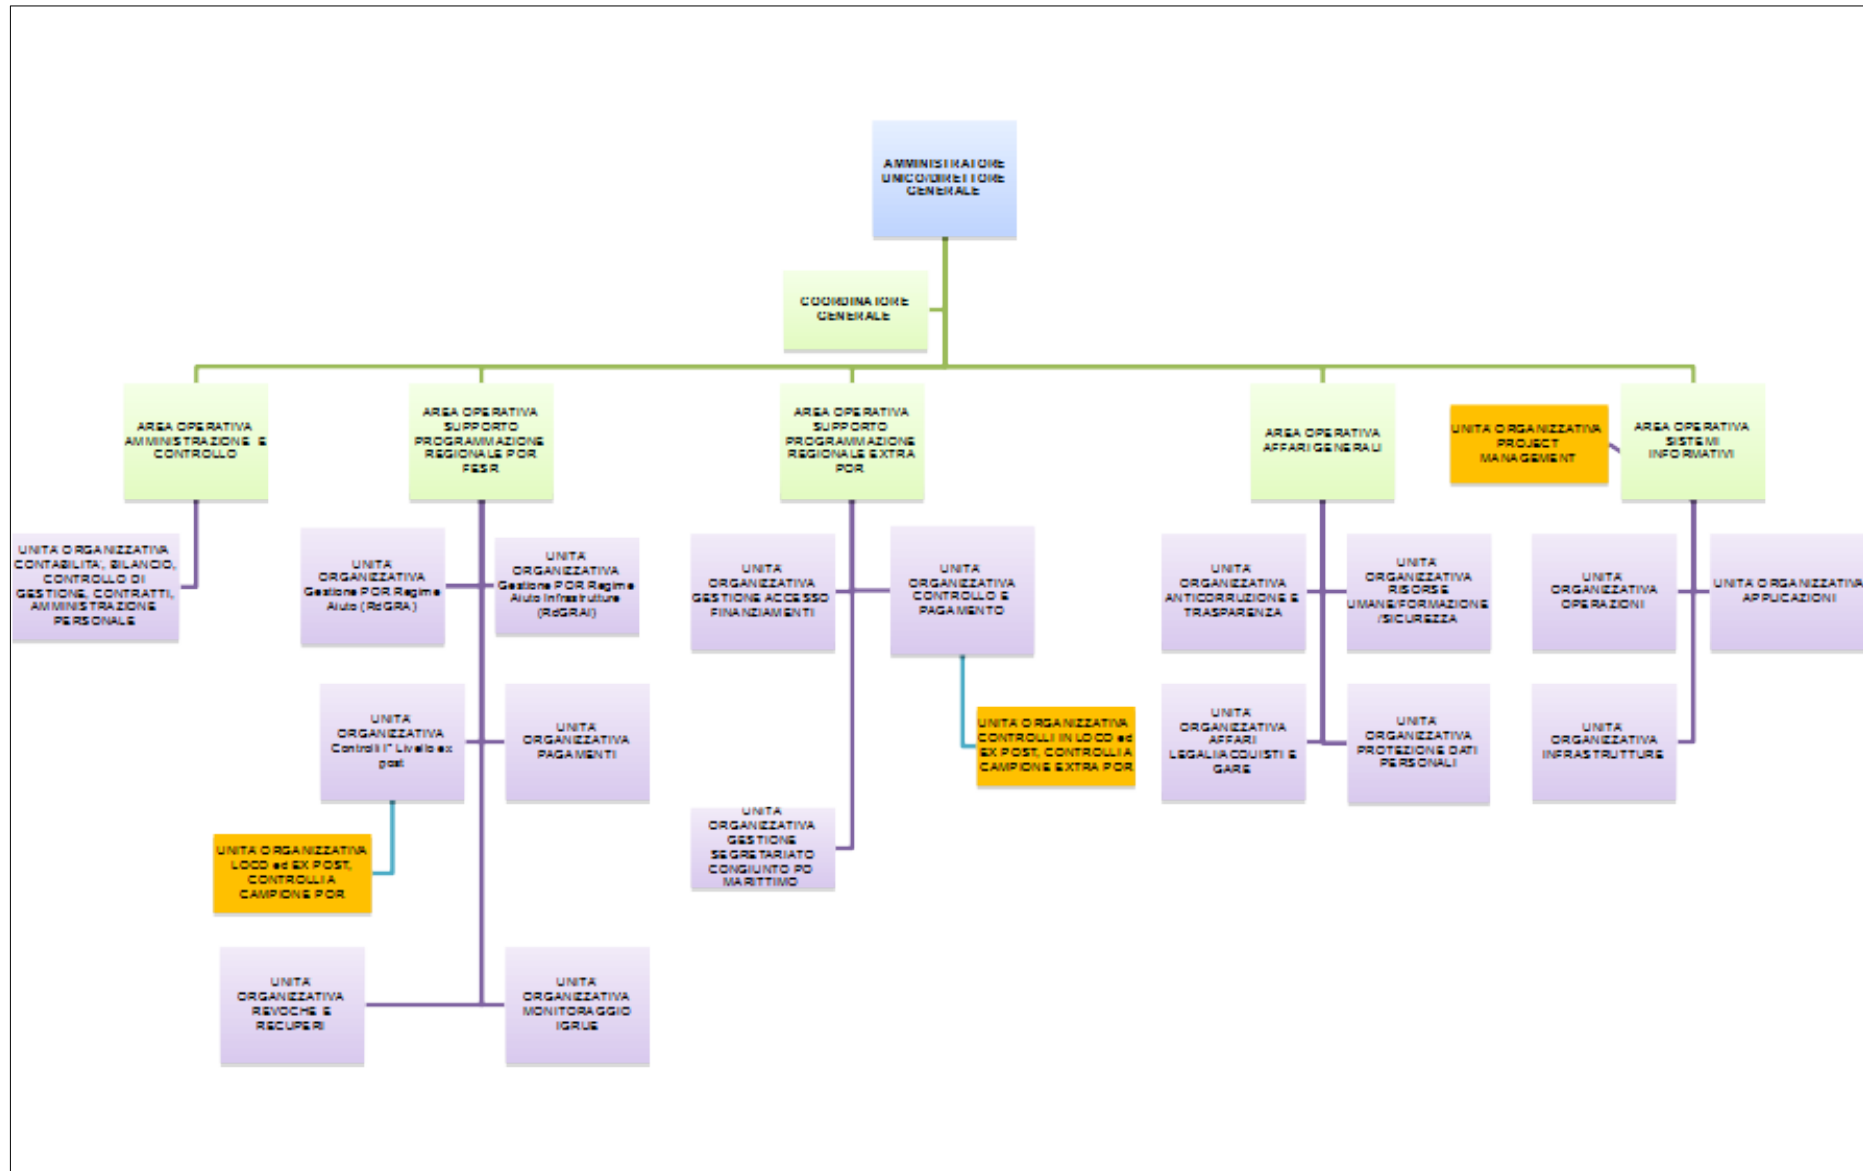 AMMINISTRATORE
UNICO/DIRETTORE
GENERALE
COORDINATORE
GENERALE
AREA OPERATIVA
AMMINISTRAZIONE E
CONTROLLO
AREA OPERATIVA
SUPPORTO
PROGRAMMAZIONE
REGIONALE POR
FESR
AREA OPERATIVA
SUPPORTO
PROGRAMMAZIONE
REGIONALE EXTRA
POR
AREA OPERATIVA
AFFARI GENERALI
UNITA' ORGANIZZATIVA
PROJECT
MANAGEMENT
AREA OPERATIVA
SISTEMI
INFORMATIVI
UNITA' ORGANIZZATIVA
CONTABILITA', BILANCIO,
CONTROLLO DI
GESTIONE, CONTRATTI,
AMMINISTRAZIONE
PERSONALE
UNITA'
ORGANIZZATIVA
Gestione POR Regime
Aiuto (RdGRA)
UNITA'
ORGANIZZATIVA
Gestione POR Regime
Aiuto Infrastrutture
(RdGRAI)
UNITA'
ORGANIZZATIVA
GESTIONE ACCESSO
FINANZIAMENTI
UNITA'
ORGANIZZATIVA
CONTROLLO E
PAGAMENTO
UNITA'
ORGANIZZATIVA
ANTICORRUZIONE E
TRASPARENZA
UNITA'
ORGANIZZATIVA
RISORSE
UMANE/FORMAZIONE
/SICUREZZA
UNITA'
ORGANIZZATIVA
OPERAZIONI
UNITA' ORGANIZZATIVA
APPLICAZIONI
UNITA'
ORGANIZZATIVA
Controlli I° Livello ex
post
UNITA'
ORGANIZZATIVA
PAGAMENTI
UNITA' ORGANIZZATIVA
CONTROLLI IN LOCO ed
EX POST, CONTROLLI A
CAMPIONE EXTRA POR
UNITA'
ORGANIZZATIVA
AFFARI
LEGALI/ACQUISTI E
GARE
UNITA'
ORGANIZZATIVA
PROTEZIONE DATI
PERSONALI
UNITA'
ORGANIZZATIVA
INFRASTRUTTURE
UNITA' ORGANIZZATIVA
LOCO ed EX POST,
CONTROLLI A
CAMPIONE POR
UNITA'
ORGANIZZATIVA
GESTIONE
SEGRETARIATO
CONGIUNTO PO
MARITTIMO
UNITA'
ORGANIZZATIVA
REVOCHE E
RECUPERI
UNITA'
ORGANIZZATIVA
MONITORAGGIO
IGRUE